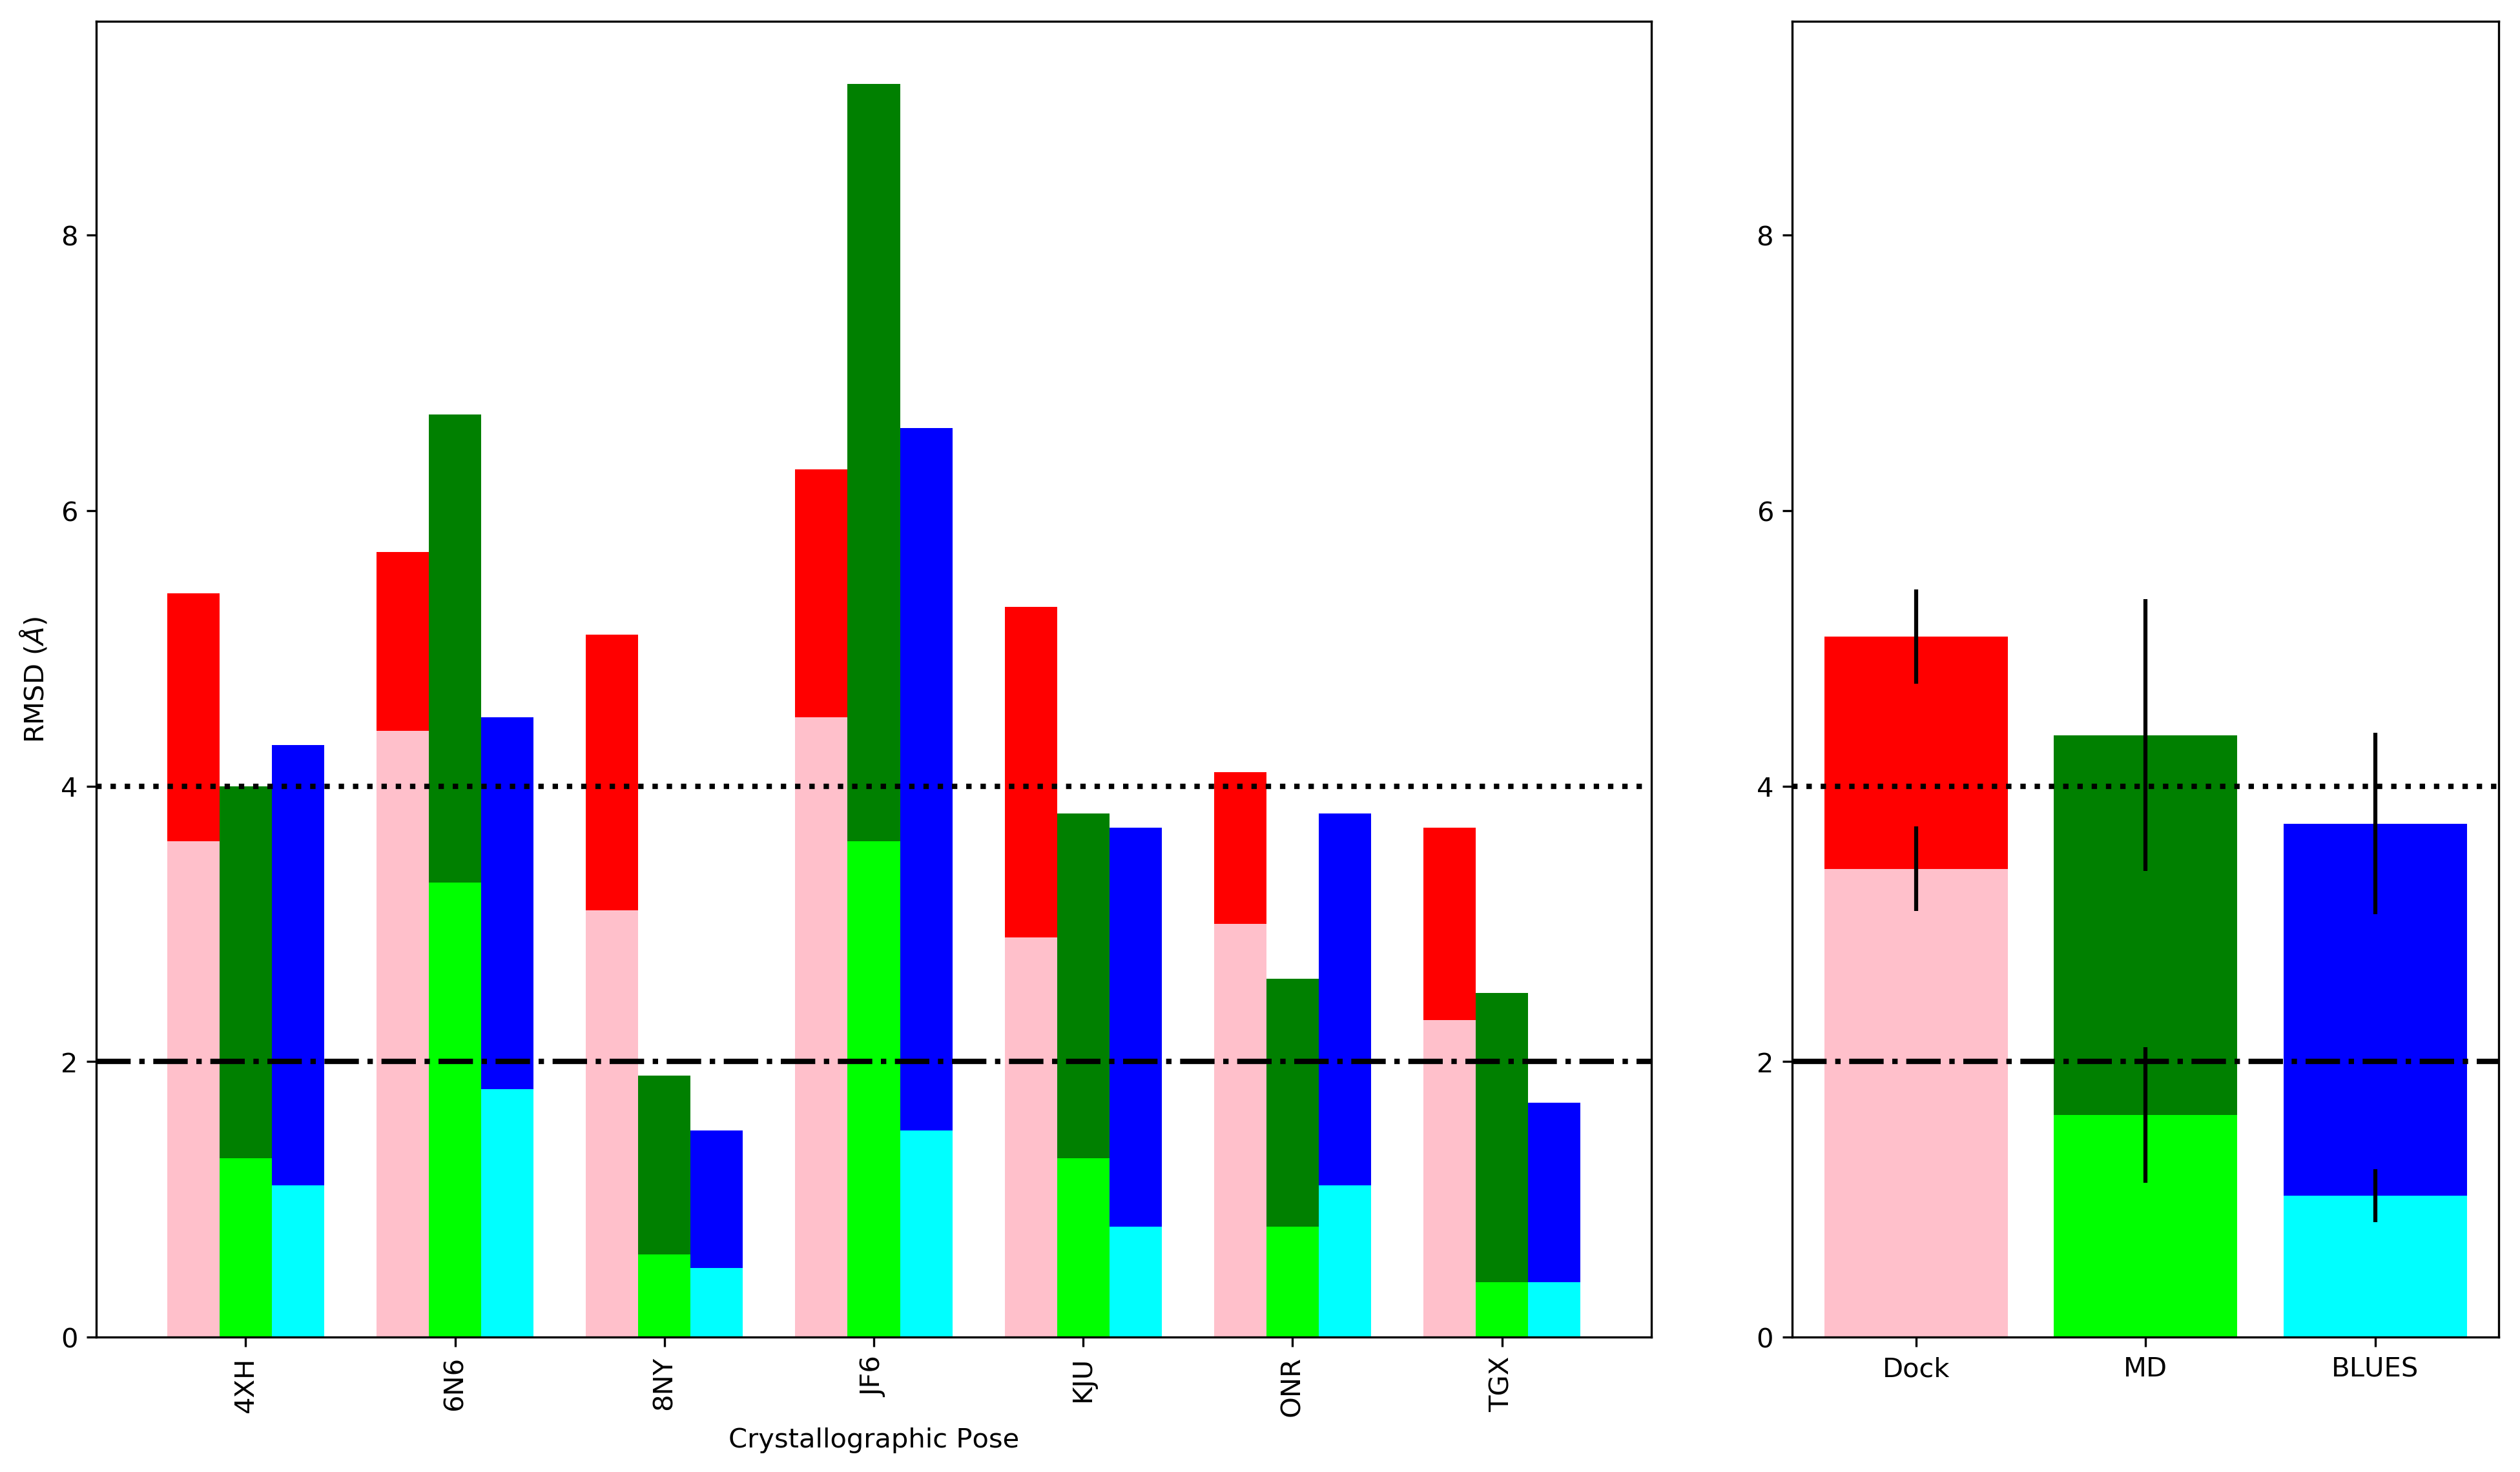 RMSD (Å)
8
6
4
2
0
4XH
6N6
8NY
JF6
KJU
ONR
TGX
Crystallographic Pose
8
6
4
2
0
Dock
MD
BLUES